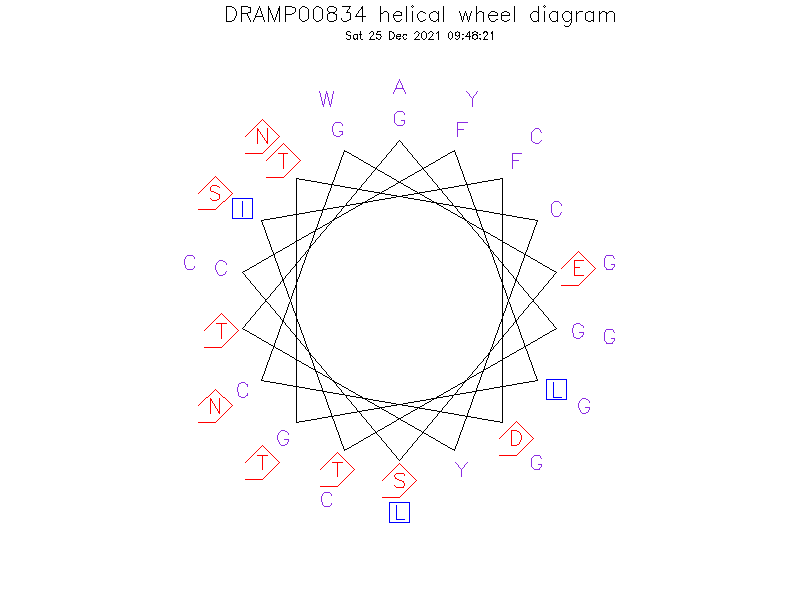 DRAMP00834 helical wheel diagram
Sat 25 Dec 2021 09:48:21
A
W Y
G G F
N C
T F
S I C
C C E G
T G G
N C L G
G D
T T Y G
C S
L